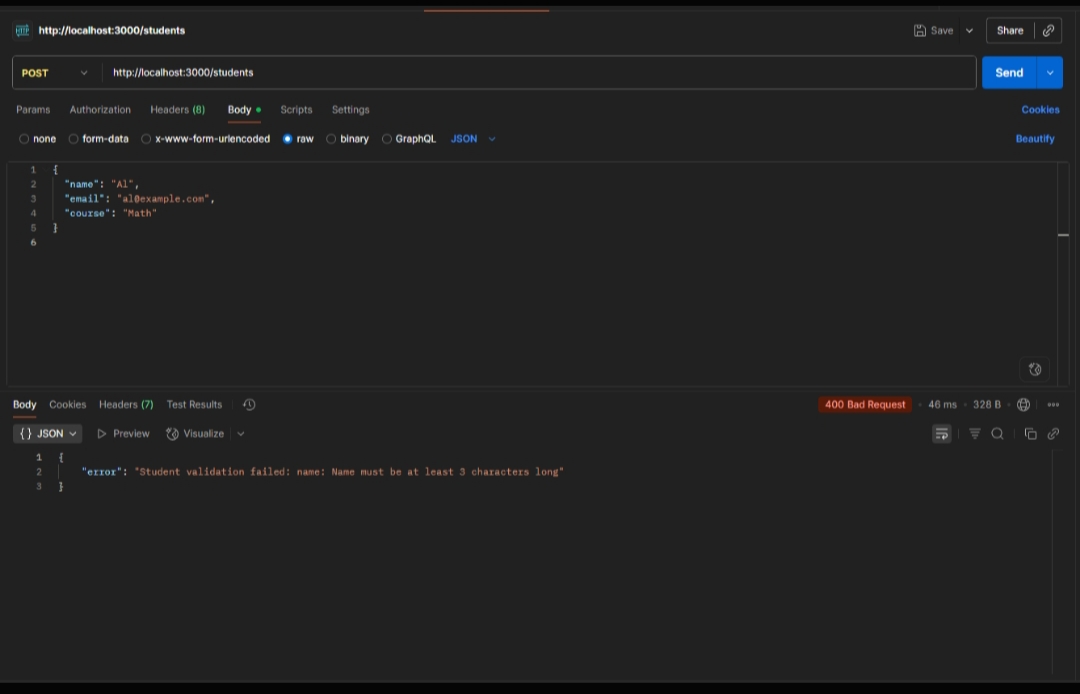 HTTP http://localhost:3000/students Save Share
POST http://localhost:3000/students Send
Params Authorization Headers (8) Body Scripts Settings Cookies
none form-data x-www-form-urlencoded raw binary GraphQL JSON Beautify
1 {
2 "name": "Al",
3 "email": "al@example.com",
4 "course": "Math"
5 }
6
Body Cookies Headers (7) Test Results 400 Bad Request • 46 ms • 328 B •
{} JSON Preview Visualize
1 {
2 "error": "Student validation failed: name: Name must be at least 3 characters long"
3 }